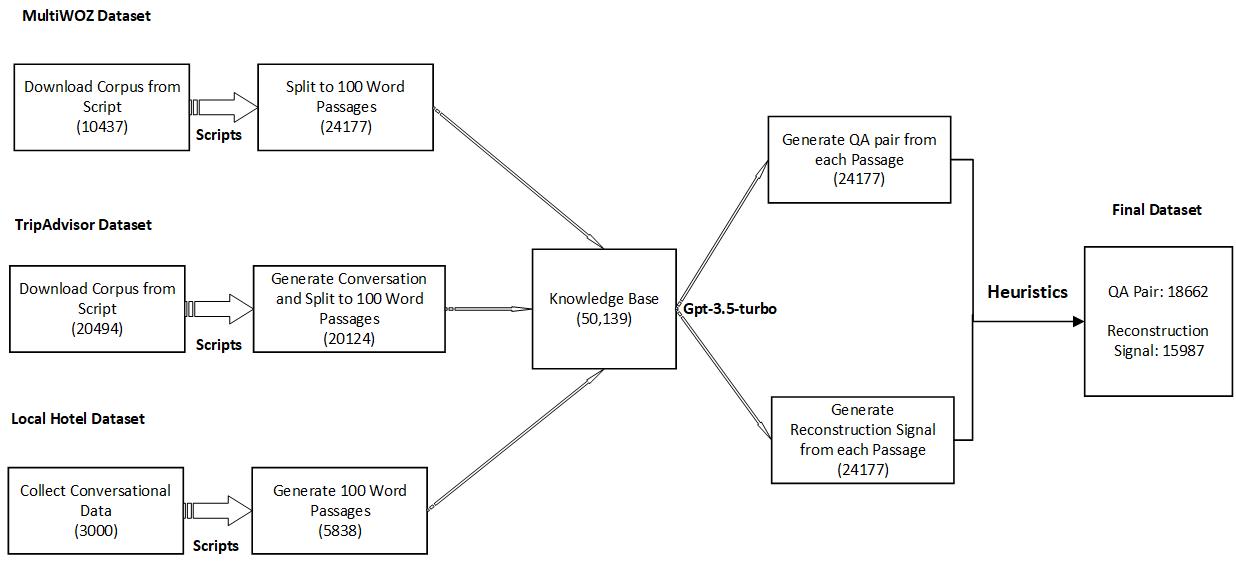 MultiWOZ Dataset
Download Corpus from
Script
(10437)
Scripts
Split to 100 Word
Passages
(24177)
TripAdvisor Dataset
Download Corpus from
Script
(20494)
Scripts
Generate Conversation
and Split to 100 Word
Passages
(20124)
Local Hotel Dataset
Collect Conversational
Data
(3000)
Scripts
Generate 100 Word
Passages
(5838)
Knowledge Base
(50,139)
Gpt-3.5-turbo
Generate QA pair from
each Passage
(24177)
Generate
Reconstruction Signal
from each Passage
(24177)
Heuristics
Final Dataset
QA Pair: 18662
Reconstruction
Signal: 15987